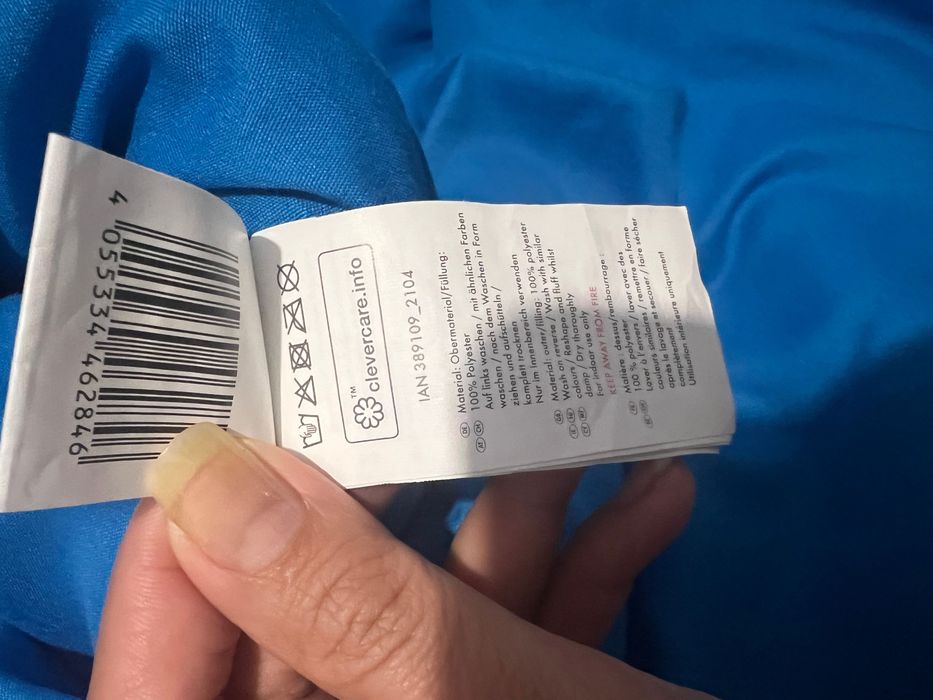 4 055334 462846
clevercare.info
TM
IAN 389109_2104
DE
AT CH
Material: Obermaterial/Füllung:
100% Polyester
Auf links waschen / mit ähnlichen Farben
waschen / nach dem Waschen in Form
ziehen und aufschütteln /
komplett trocknen
Nur im Innenbereich verwenden
Material: outer/filling: 100% polyester
Wash on reverse / Wash with similar
colours / Reshape and fluff whilst
damp / Dry thoroughly
For indoor use only
KEEP AWAY FROM FIRE
Matière : dessus/rembourrage :
100 % polyester
Laver à l'envers / laver avec des
couleurs similaires / remettre en forme
après le lavage et secouer / faire sécher
complètement
Utilisation intérieure uniquement